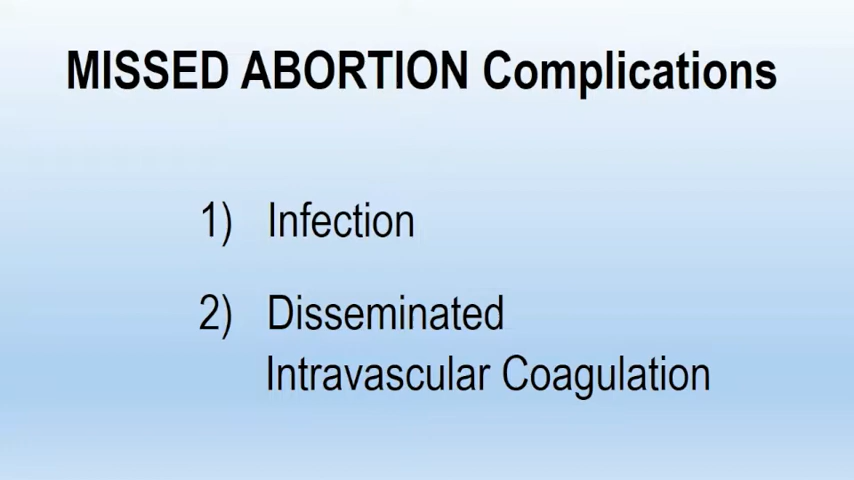 MISSED ABORTION Complications
1) Infection
2) Disseminated
Intravascular Coagulation